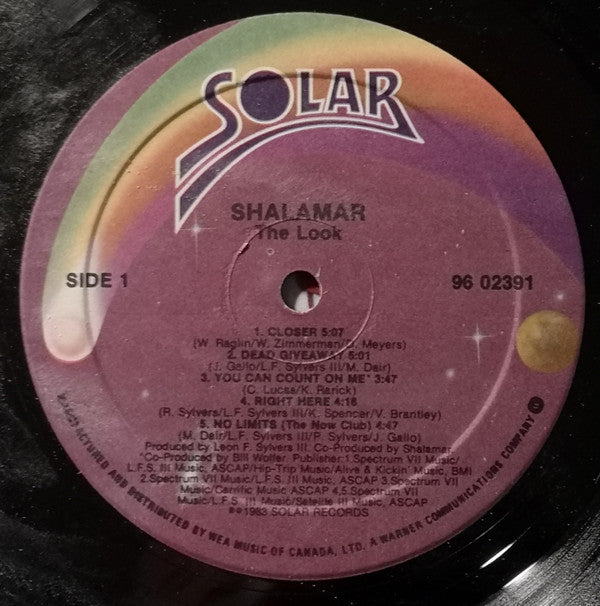 SOLAR
SHALAMAR
The Look
SIDE 1
96 02391
1. CLOSER 5:07
(W. Raglin/W. Zimmerman/B. Meyers)
2. DEAD GIVEAWAY 5:01
(J. Gallo/L.F. Sylvers III/M. Dair)
3. YOU CAN COUNT ON ME* 3:47
(C. Lucas/K. Rarick)
4. RIGHT HERE 4:18
(R. Sylvers/L.F. Sylvers III/K. Spencer/V. Brantley)
5. NO LIMITS (The Now Club) 4:47
(M. Dair/L.F. Sylvers III/P. Sylvers/J. Gallo)
Produced by Leon F. Sylvers III. Co-Produced by Shalamar
*Co-Produced by Bill Wolfer. Publisher: 1.Spectrum VII Music/
L.F.S. III Music, ASCAP/Hip-Trip Music/Alive & Kickin' Music, BMI
2.Spectrum VII Music/L.F.S. III Music, ASCAP 3.Spectrum VII
Music/Carrific Music ASCAP 4,5.Spectrum VII
Music/L.F.S. III Music/Satellite III Music, ASCAP
℗©1983 SOLAR RECORDS
MANUFACTURED AND DISTRIBUTED BY WEA MUSIC OF CANADA, LTD. A WARNER COMMUNICATIONS COMPANY